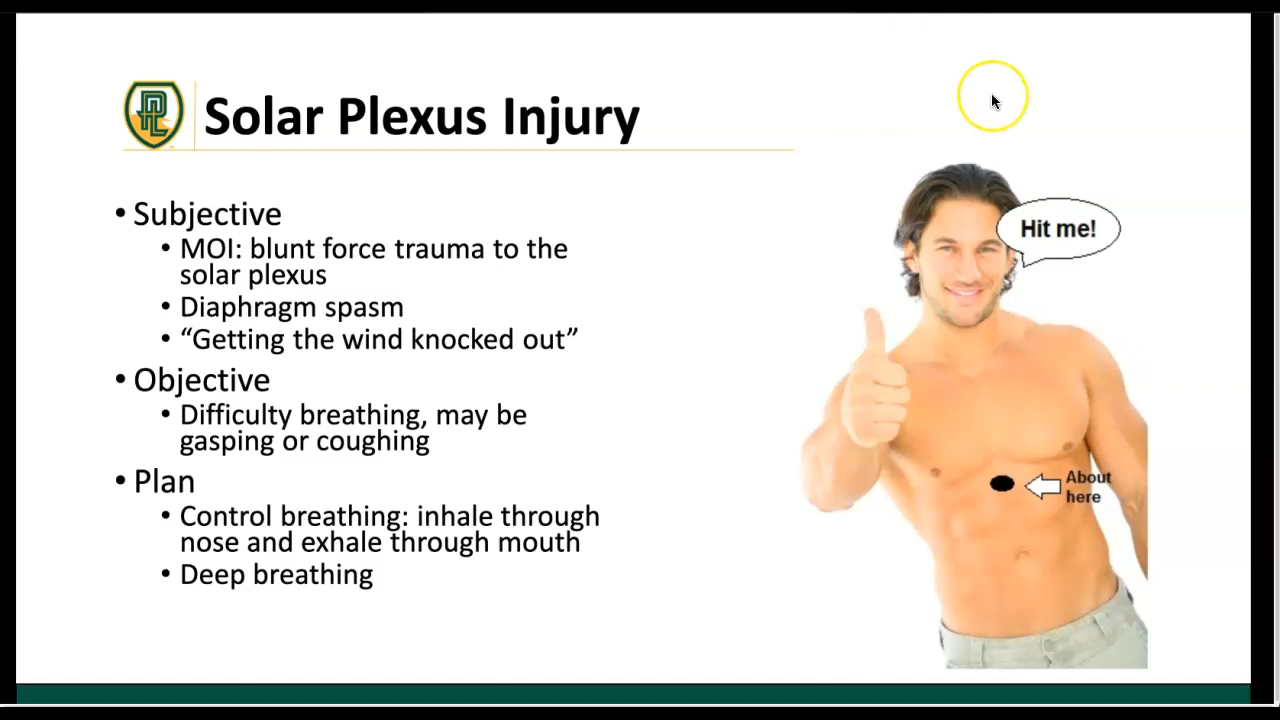 Solar Plexus Injury
• Subjective
• MOI: blunt force trauma to the
solar plexus
• Diaphragm spasm
• “Getting the wind knocked out”
• Objective
• Difficulty breathing, may be
gasping or coughing
• Plan
• Control breathing: inhale through
nose and exhale through mouth
• Deep breathing
Hit me!
About
here